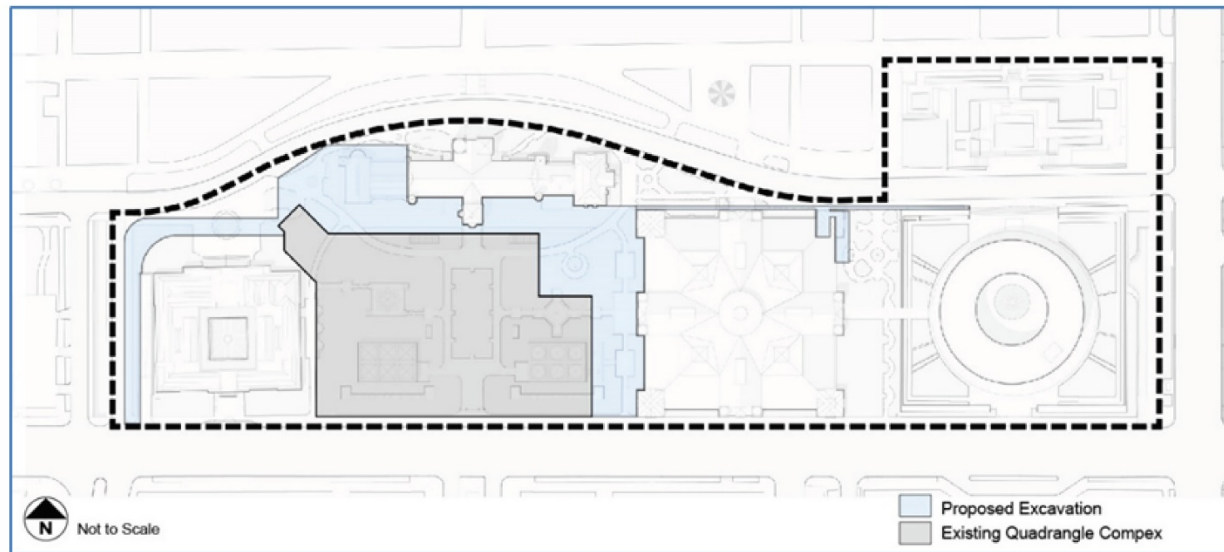 N
Not to Scale
Proposed Excavation
Existing Quadrangle Compex